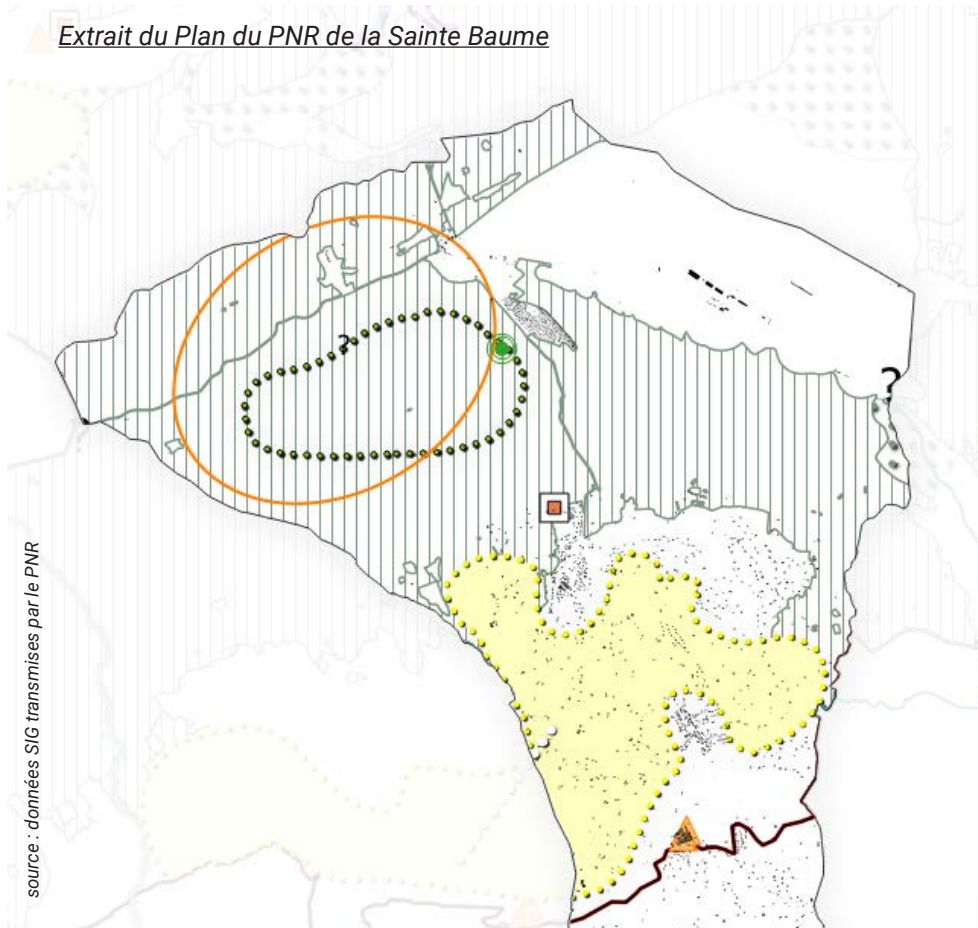 Extrait du Plan du PNR de la Sainte Baume
?
?
source : données SIG transmises par le PNR